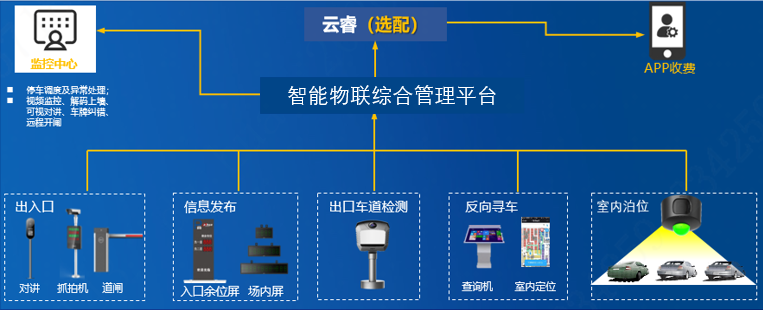 云睿（选配）
监控中心
APP收费
停车调度及异常处理；
视频监控、解码上墙、
可视对讲、车牌纠错、
远程开闸
智能物联综合管理平台
出入口
信息发布
出口车道检测
反向寻车
室内泊位
对讲
抓拍机
道闸
入口余位屏
场内屏
查询机
室内定位